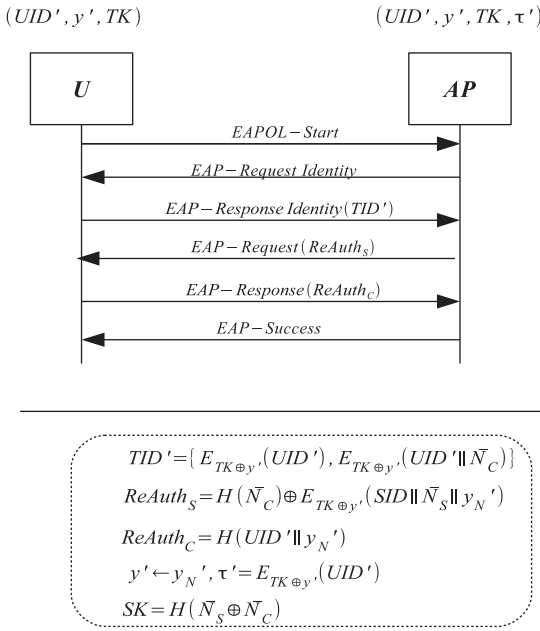 (UID', y', TK) (UID', y', TK, τ')
U AP
EAPOL−Start
EAP−Request Identity
EAP−Response Identity(TID')
EAP−Request(ReAuth_S)
EAP−Response(ReAuth_C)
EAP−Success
TID'={E_{TK⊕y'}(UID'), E_{TK⊕y'}(UID'‖N̄_C)}
ReAuth_S=H(N̄_C)⊕E_{TK⊕y'}(SID‖N̄_S‖y_N')
ReAuth_C=H(UID'‖y_N')
y'←y_N', τ'=E_{TK⊕y'}(UID')
SK=H(N̄_S⊕N̄_C)